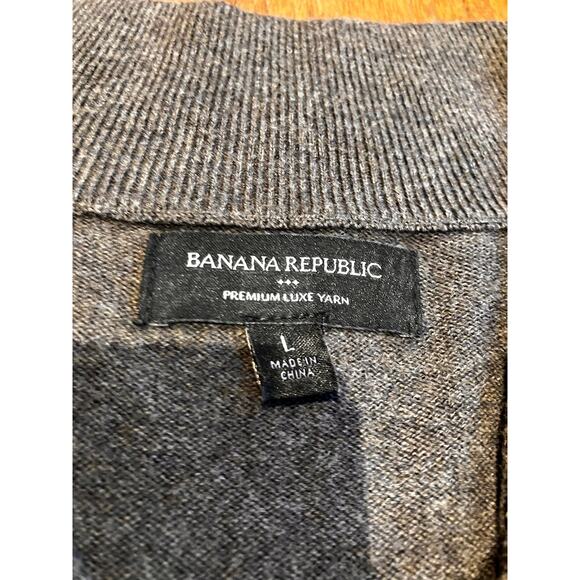 BANANA REPUBLIC
PREMIUM LUXE YARN
L
MADE IN
CHINA